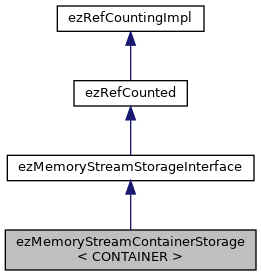 ezRefCountingImpl
ezRefCounted
ezMemoryStreamStorageInterface
ezMemoryStreamContainerStorage
< CONTAINER >